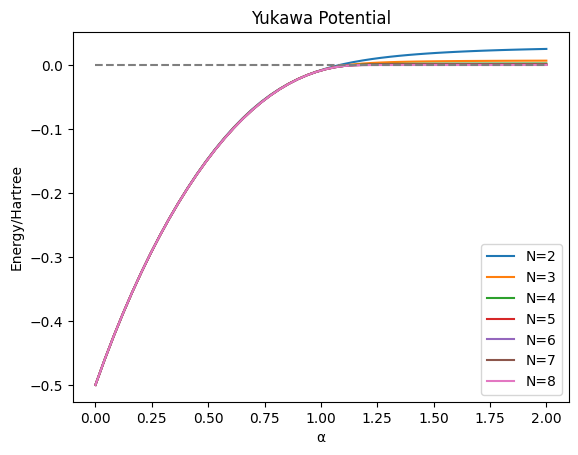 Yukawa Potential
Energy/Hartree
0.0
−0.1
−0.2
−0.3
−0.4
−0.5
N=2
N=3
N=4
N=5
N=6
N=7
N=8
0.00 0.25 0.50 0.75 1.00 1.25 1.50 1.75 2.00
α